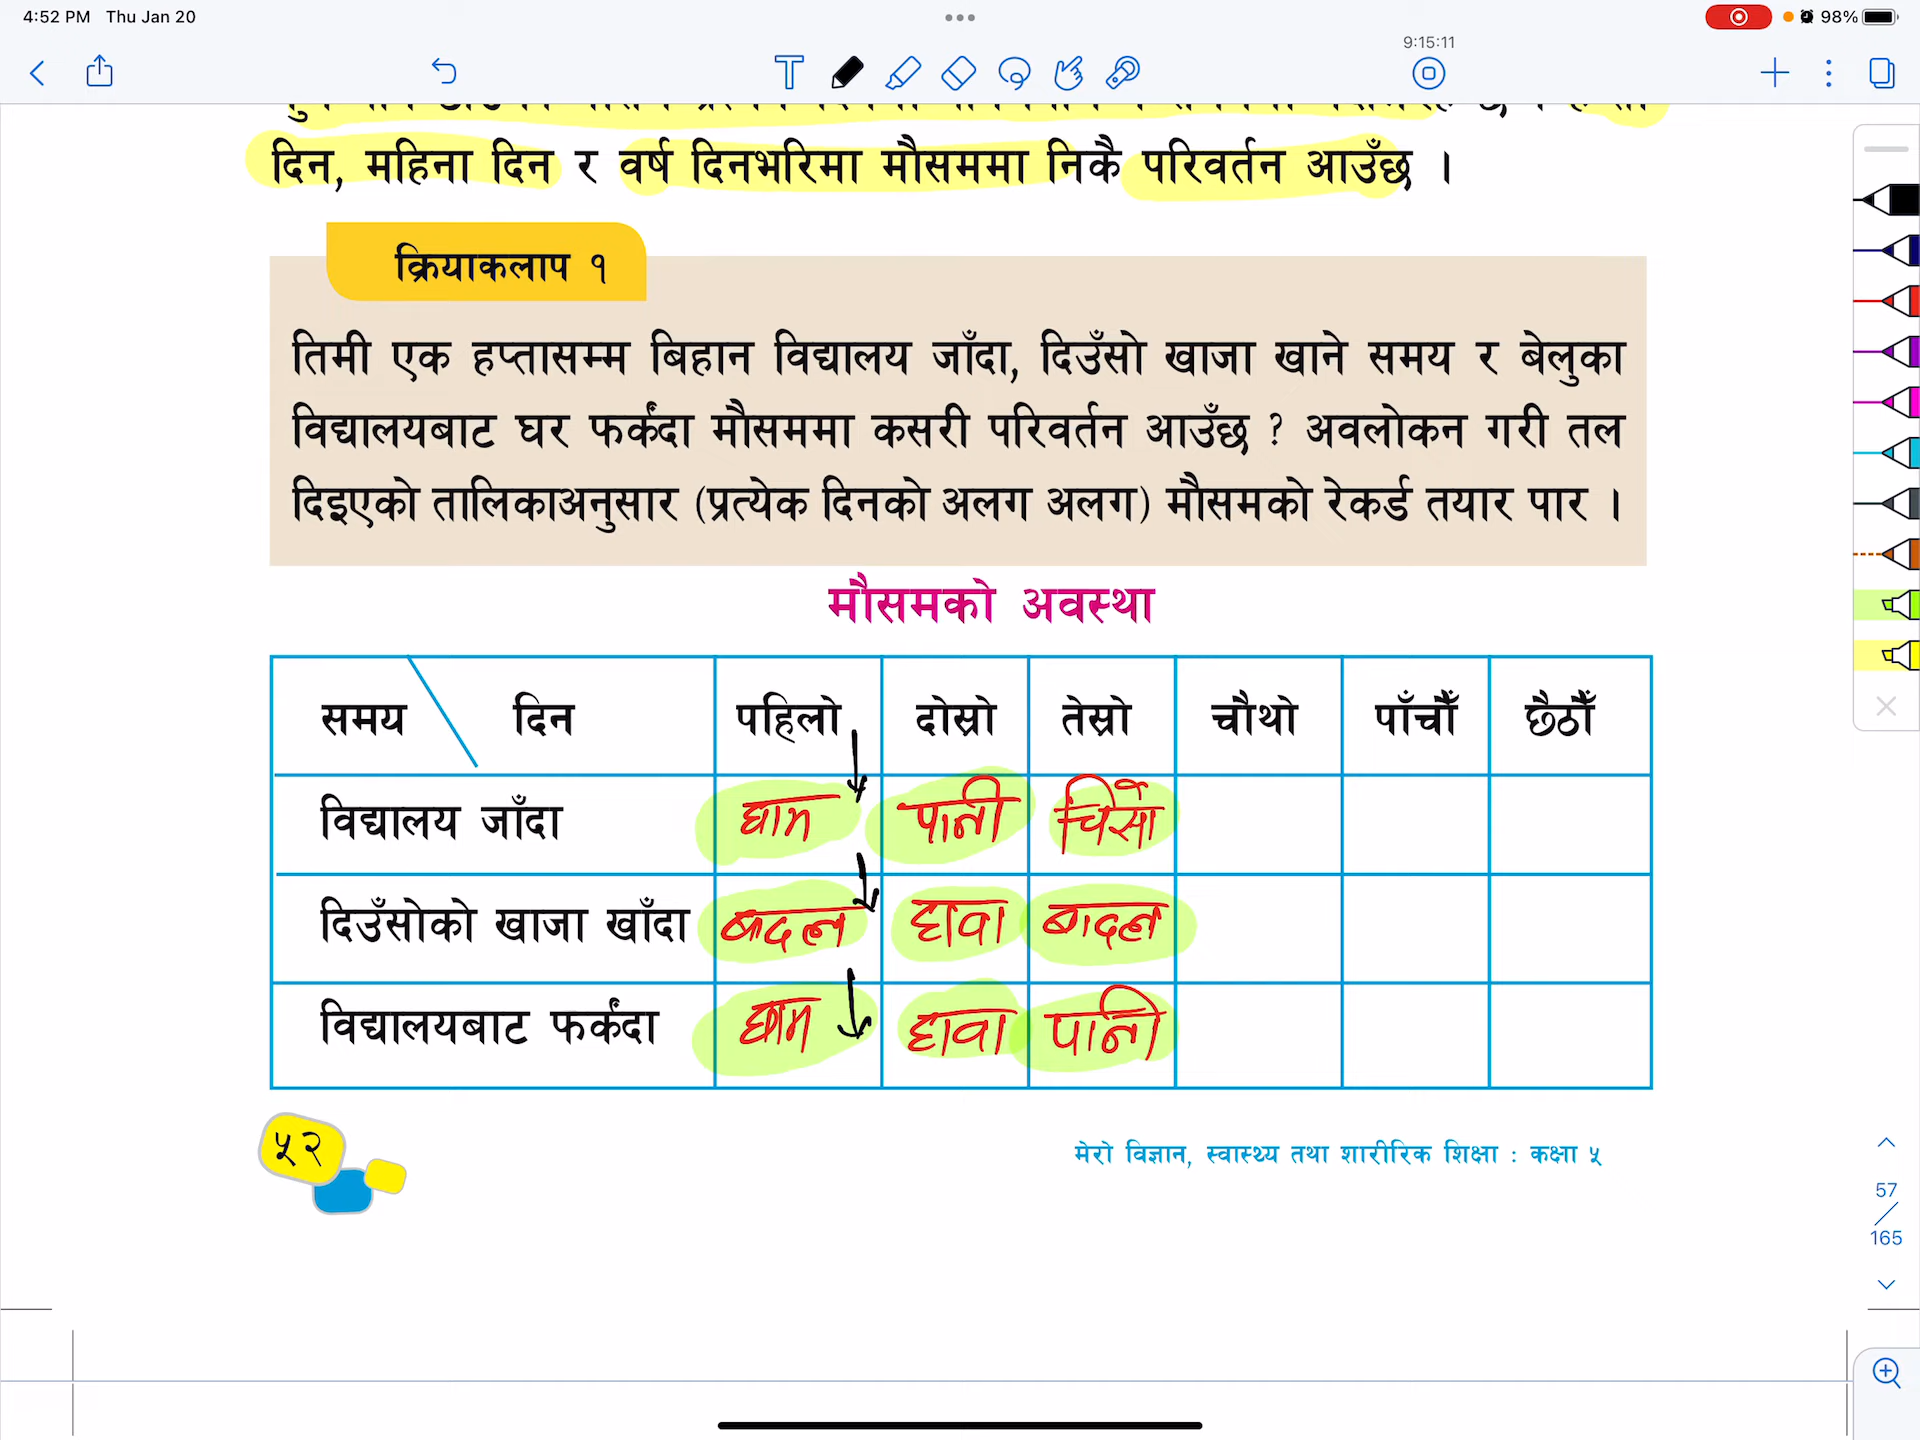 4:52 PM Thu Jan 20
98%
9:15:11
दिन, महिना दिन र वर्ष दिनभरिमा मौसममा निकै परिवर्तन आउँछ ।
क्रियाकलाप १
तिमी एक हप्तासम्म बिहान विद्यालय जाँदा, दिउँसो खाजा खाने समय र बेलुका
विद्यालयबाट घर फर्कंदा मौसममा कसरी परिवर्तन आउँछ ? अवलोकन गरी तल
दिइएको तालिकाअनुसार (प्रत्येक दिनको अलग अलग) मौसमको रेकर्ड तयार पार ।
मौसमको अवस्था
समय दिन पहिलो दोस्रो तेस्रो चौथो पाँचौँ छैठौँ
विद्यालय जाँदा घाम पानी चिसो
दिउँसोको खाजा खाँदा बदल हावा बादल
विद्यालयबाट फर्कंदा घाम हावा पानी
५२
मेरो विज्ञान, स्वास्थ्य तथा शारीरिक शिक्षा : कक्षा ५
57
165